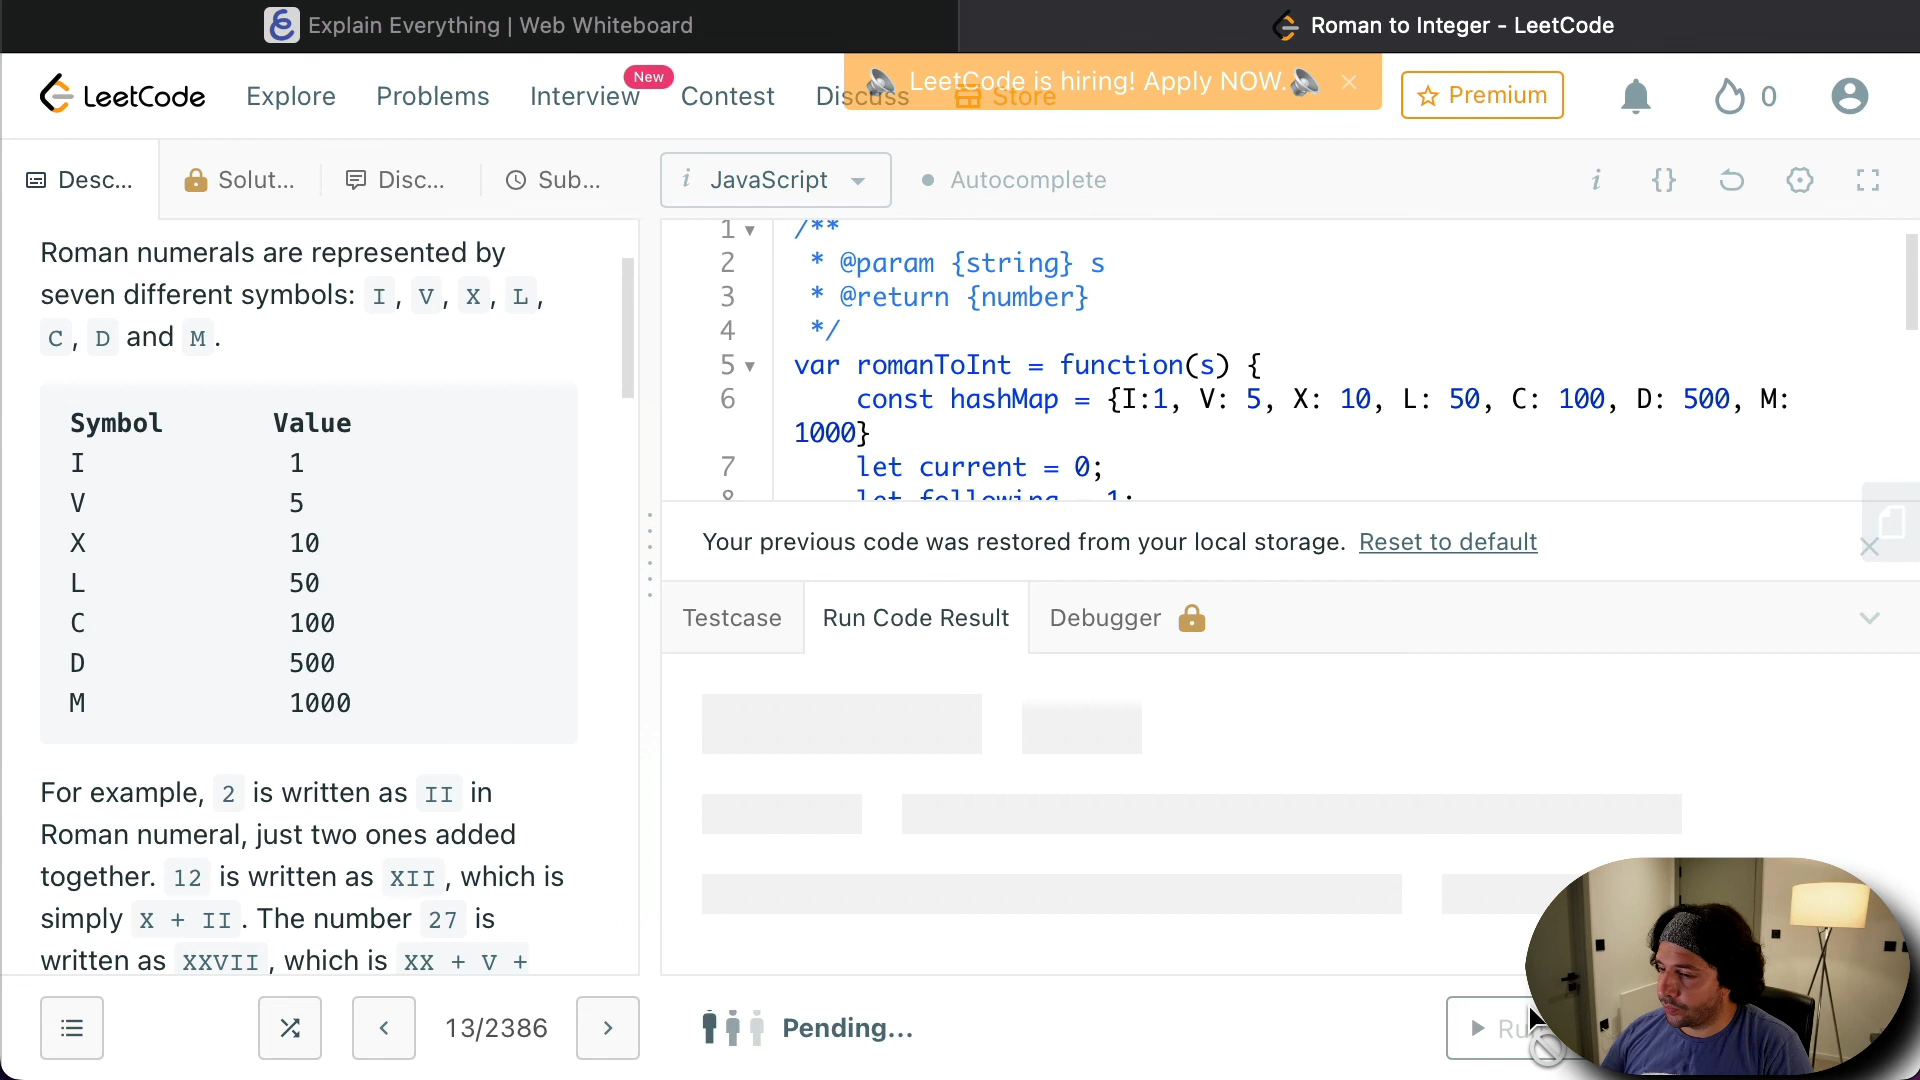 Explain Everything | Web Whiteboard
Roman to Integer - LeetCode
LeetCode
Explore
Problems
Interview
New
Contest
Discuss
Store
LeetCode is hiring! Apply NOW.
Premium
0
Desc...
Solut...
Disc...
Sub...
i JavaScript
Autocomplete
i {}
Roman numerals are represented by
seven different symbols: I, V, X, L,
C, D and M.
Symbol Value
I 1
V 5
X 10
L 50
C 100
D 500
M 1000
For example, 2 is written as II in
Roman numeral, just two ones added
together. 12 is written as XII, which is
simply X + II. The number 27 is
written as XXVII, which is XX + V +
13/2386
1 /**
2 * @param {string} s
3 * @return {number}
4 */
5 var romanToInt = function(s) {
6 const hashMap = {I:1, V: 5, X: 10, L: 50, C: 100, D: 500, M:
1000}
7 let current = 0;
8 let following = 1;
Your previous code was restored from your local storage. Reset to default
Testcase
Run Code Result
Debugger
Pending...